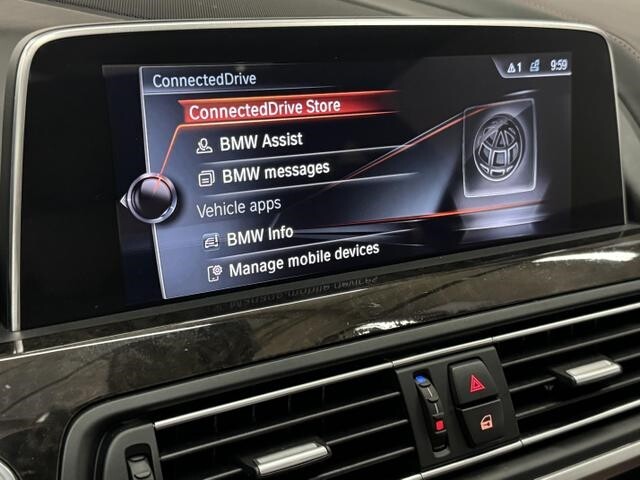 ConnectedDrive
1 9:59
ConnectedDrive Store
BMW Assist
BMW messages
Vehicle apps
BMW Info
Manage mobile devices